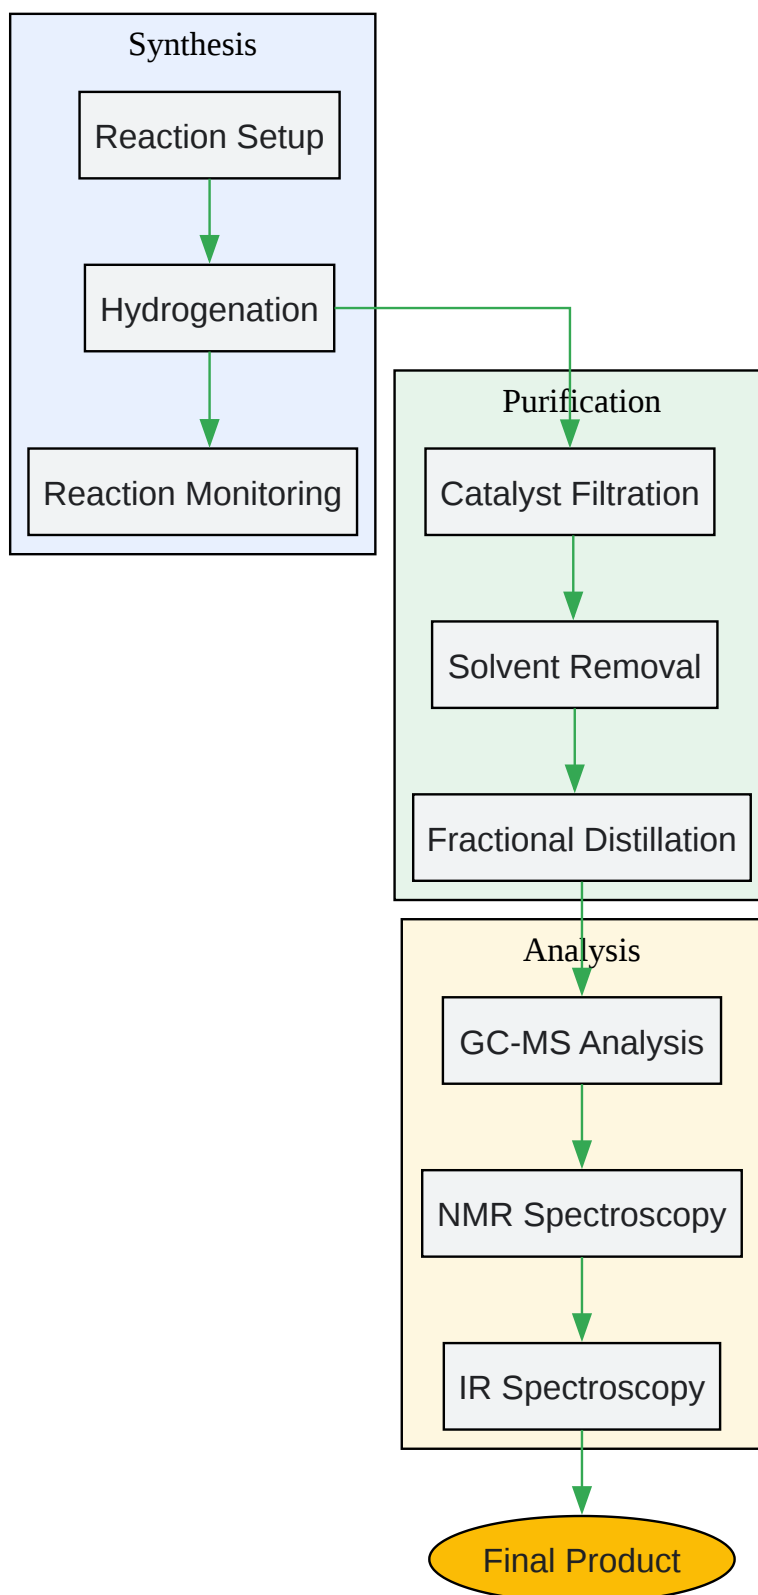 Synthesis
Reaction Setup
Hydrogenation
Reaction Monitoring
Purification
Catalyst Filtration
Solvent Removal
Fractional Distillation
Analysis
GC-MS Analysis
NMR Spectroscopy
IR Spectroscopy
Final Product